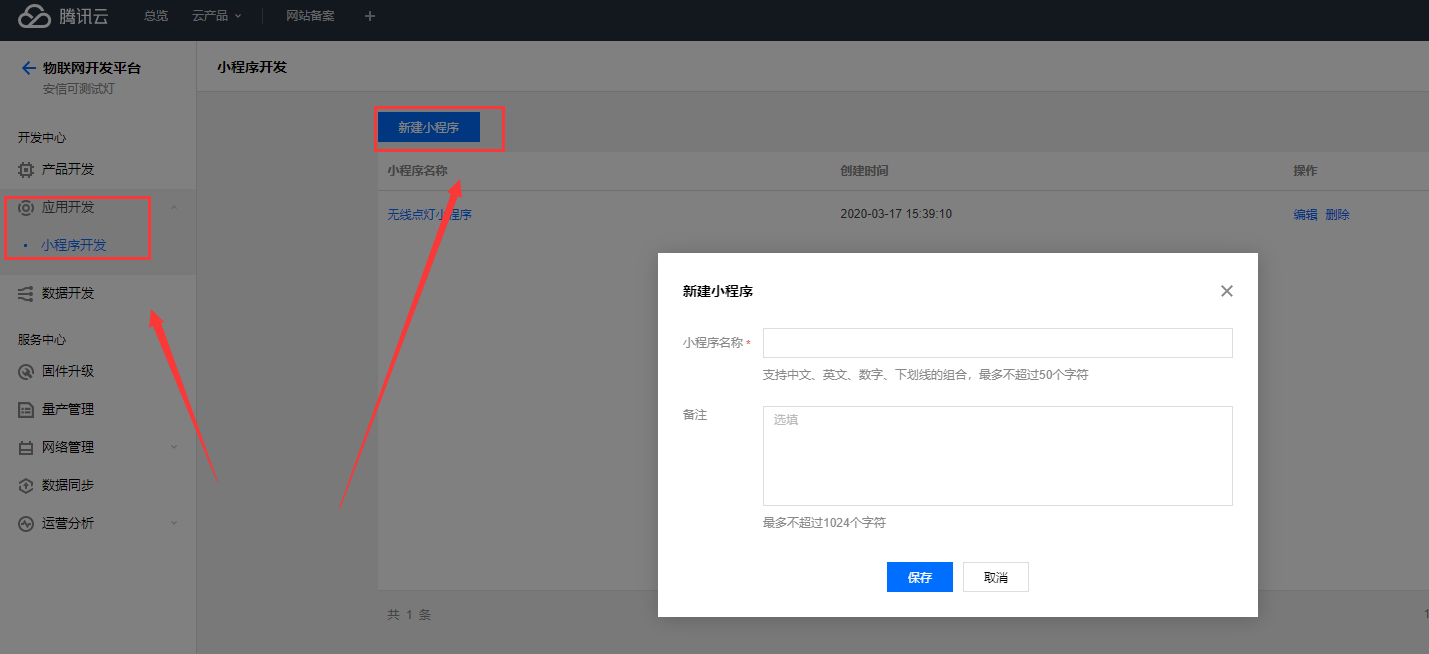 腾讯云 总览 云产品 网站备案 +
物联网开发平台
安信可测试灯
小程序开发
开发中心
产品开发
应用开发
小程序开发
数据开发
服务中心
固件升级
量产管理
网络管理
数据同步
运营分析
新建小程序
小程序名称 创建时间 操作
无线点灯小程序 2020-03-17 15:39:10 编辑 删除
新建小程序
小程序名称 *
支持中文、英文、数字、下划线的组合，最多不超过50个字符
备注
选填
最多不超过1024个字符
保存 取消
共 1 条
1